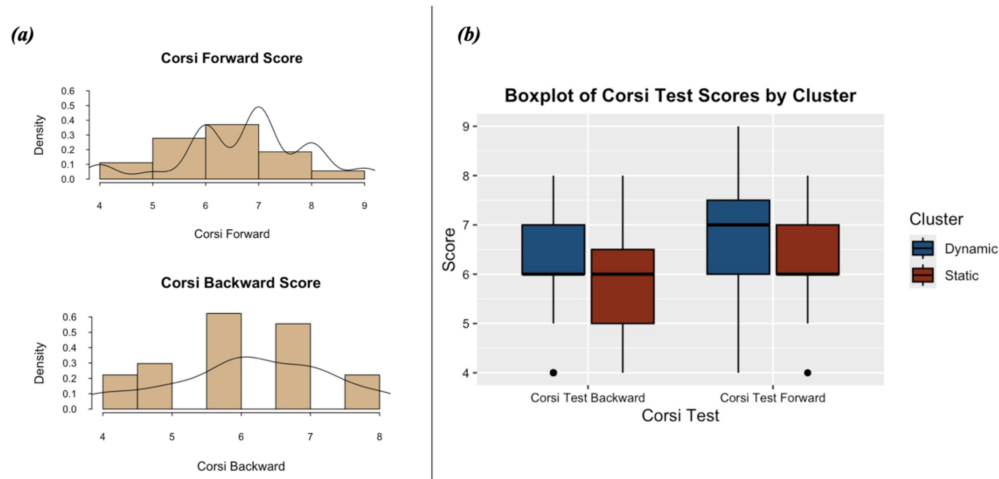 (a)
Corsi Forward Score
0.6
0.5
0.4
0.3
0.2
0.1
0.0
Density
4 5 6 7 8 9
Corsi Forward
Corsi Backward Score
0.6
0.5
0.4
0.3
0.2
0.1
0.0
Density
4 5 6 7 8
Corsi Backward
(b)
Boxplot of Corsi Test Scores by Cluster
9
8
7
6
5
4
Score
Corsi Test Backward Corsi Test Forward
Corsi Test
Cluster
Dynamic
Static